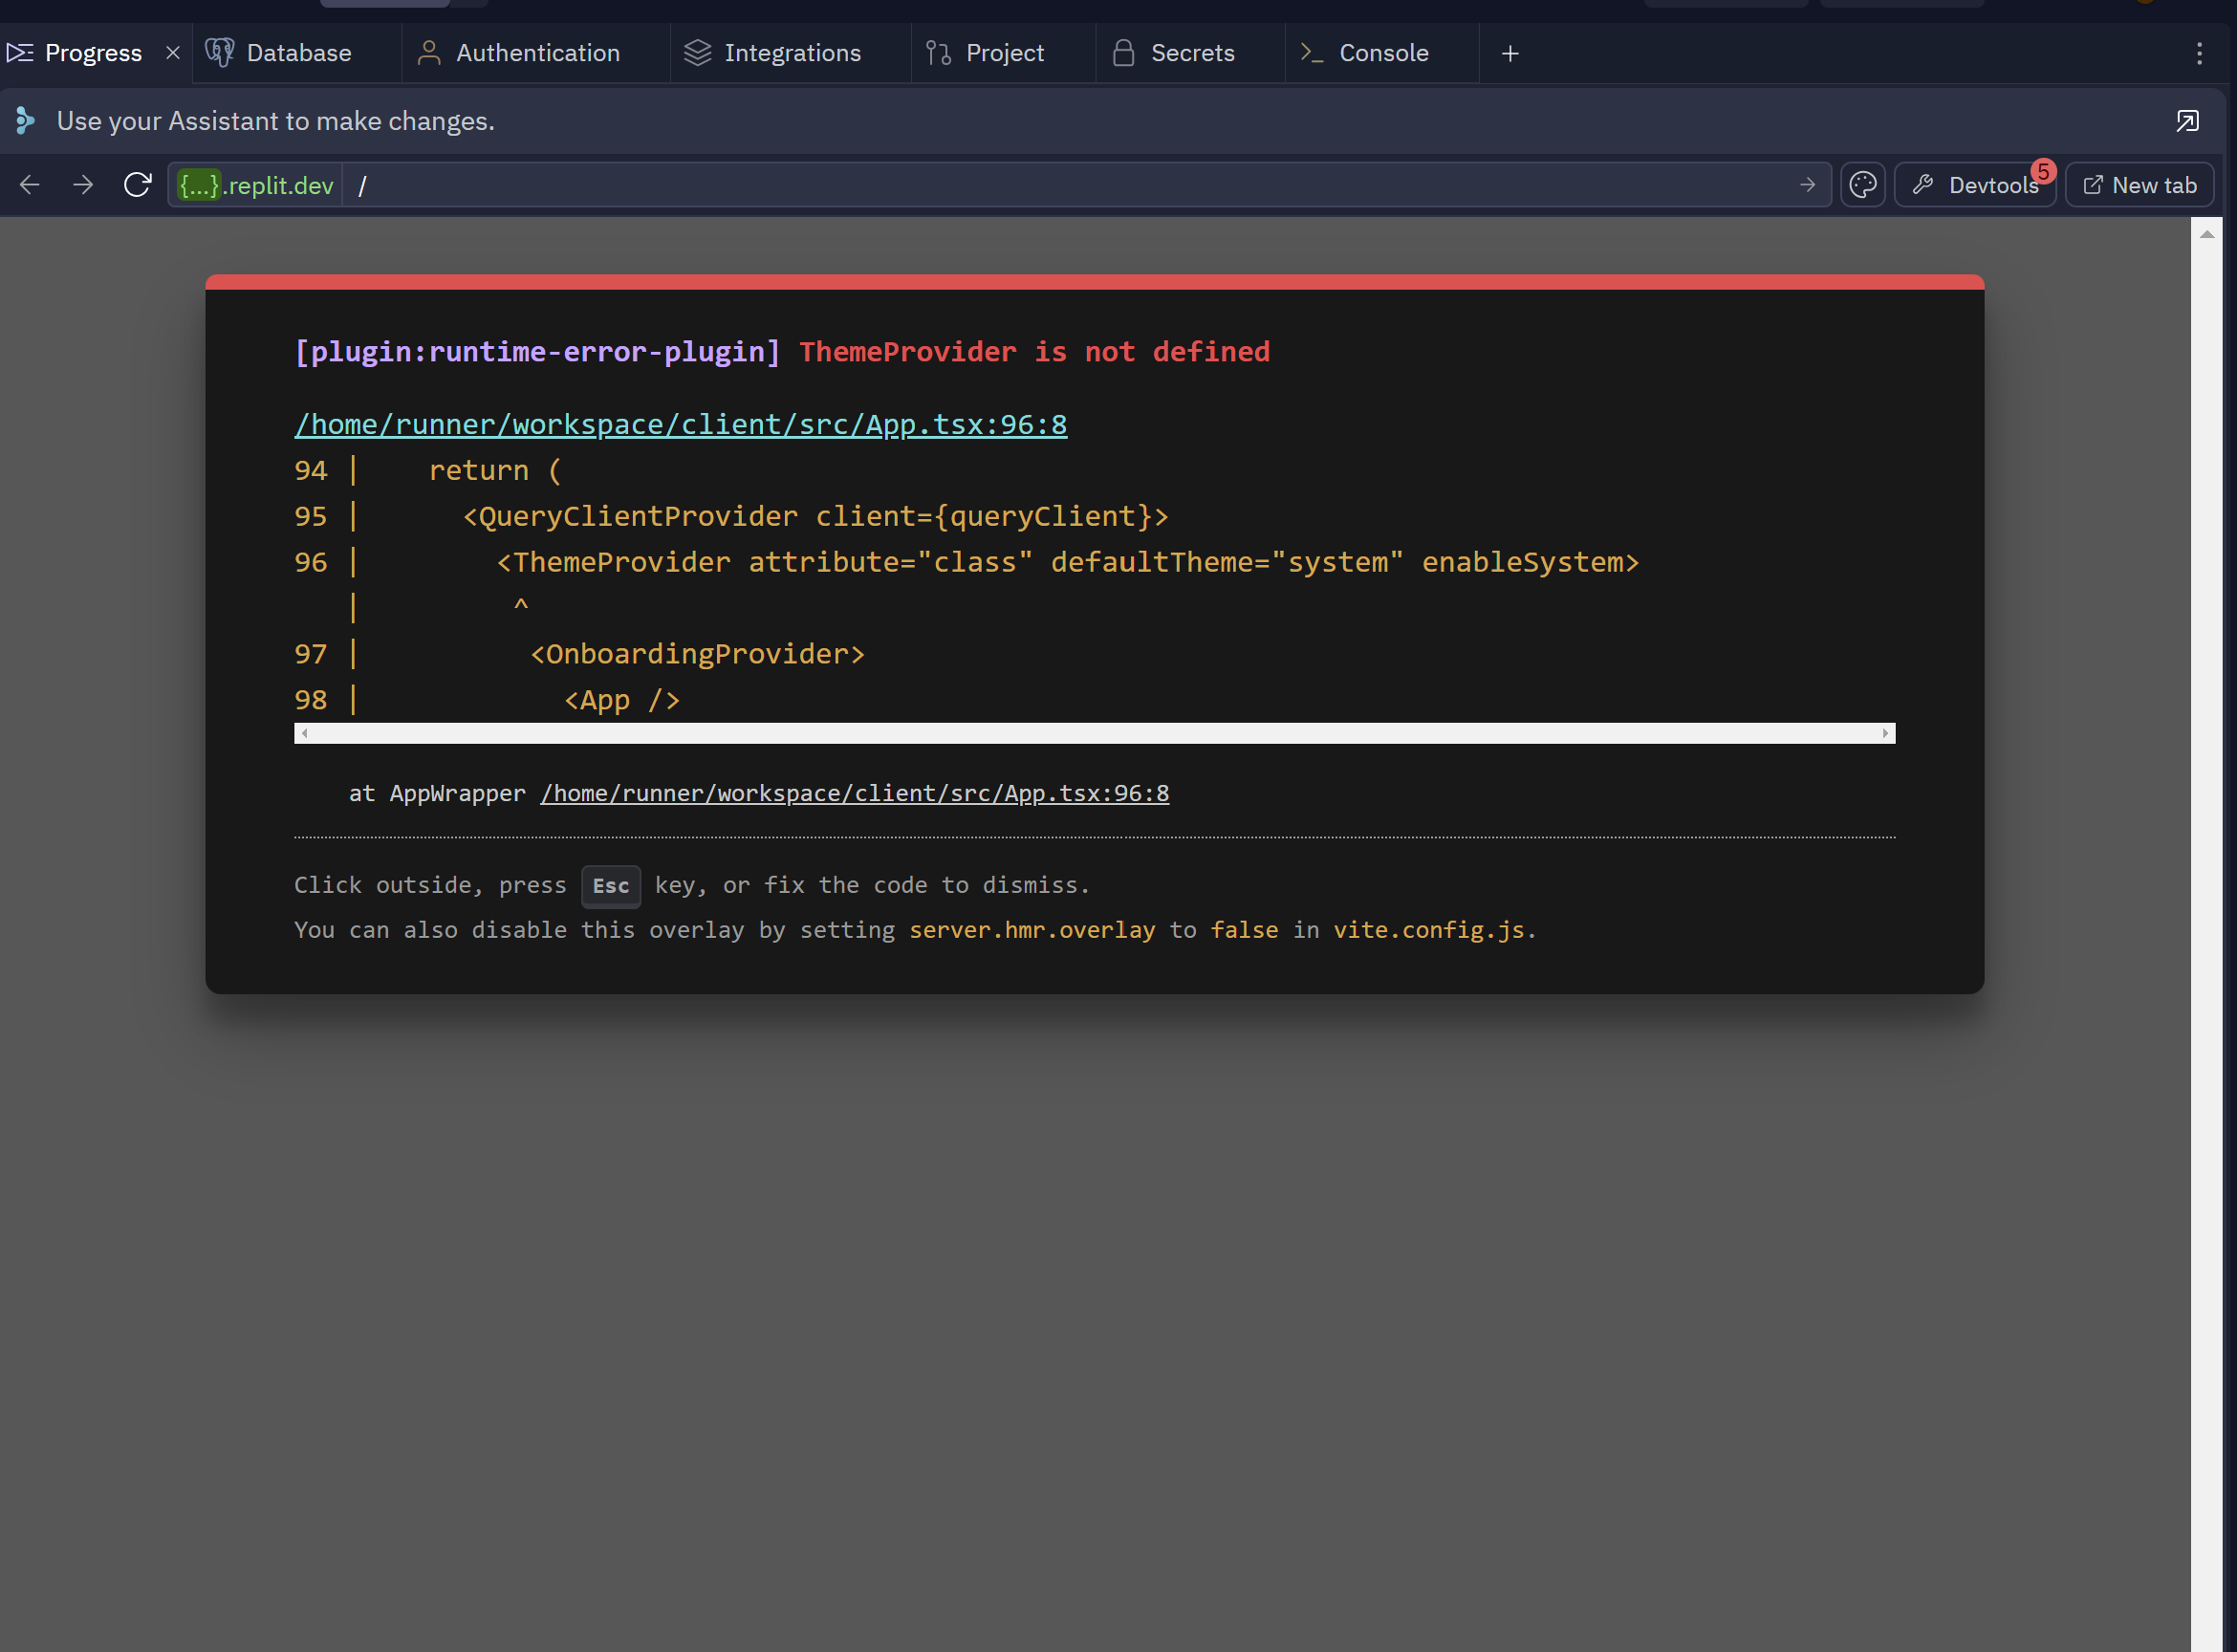 Progress Database Authentication Integrations Project Secrets Console
Use your Assistant to make changes.
{...}.replit.dev / Devtools 5 New tab
[plugin:runtime-error-plugin] ThemeProvider is not defined
/home/runner/workspace/client/src/App.tsx:96:8
94 |    return (
95 |      <QueryClientProvider client={queryClient}>
96 |        <ThemeProvider attribute="class" defaultTheme="system" enableSystem>
   |         ^
97 |          <OnboardingProvider>
98 |            <App />
at AppWrapper /home/runner/workspace/client/src/App.tsx:96:8
Click outside, press Esc key, or fix the code to dismiss.
You can also disable this overlay by setting server.hmr.overlay to false in vite.config.js.